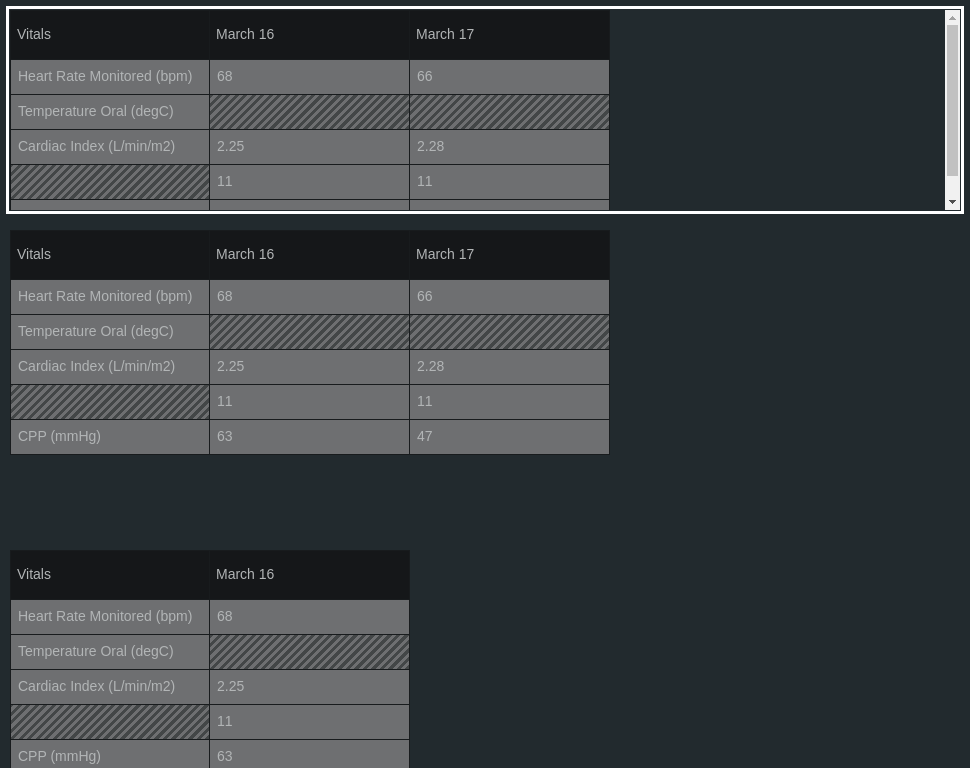 Vitals March 16 March 17
Heart Rate Monitored (bpm) 68 66
Temperature Oral (degC)
Cardiac Index (L/min/m2) 2.25 2.28
11 11
Vitals March 16 March 17
Heart Rate Monitored (bpm) 68 66
Temperature Oral (degC)
Cardiac Index (L/min/m2) 2.25 2.28
11 11
CPP (mmHg) 63 47
Vitals March 16
Heart Rate Monitored (bpm) 68
Temperature Oral (degC)
Cardiac Index (L/min/m2) 2.25
11
CPP (mmHg) 63